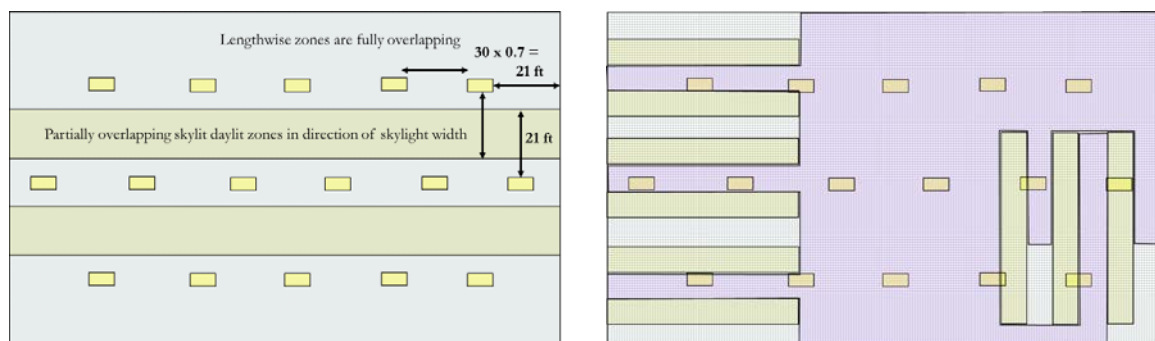 Lengthwise zones are fully overlapping
30 x 0.7 =
21 ft
Partially overlapping skylit daylit zones in direction of skylight width
21 ft